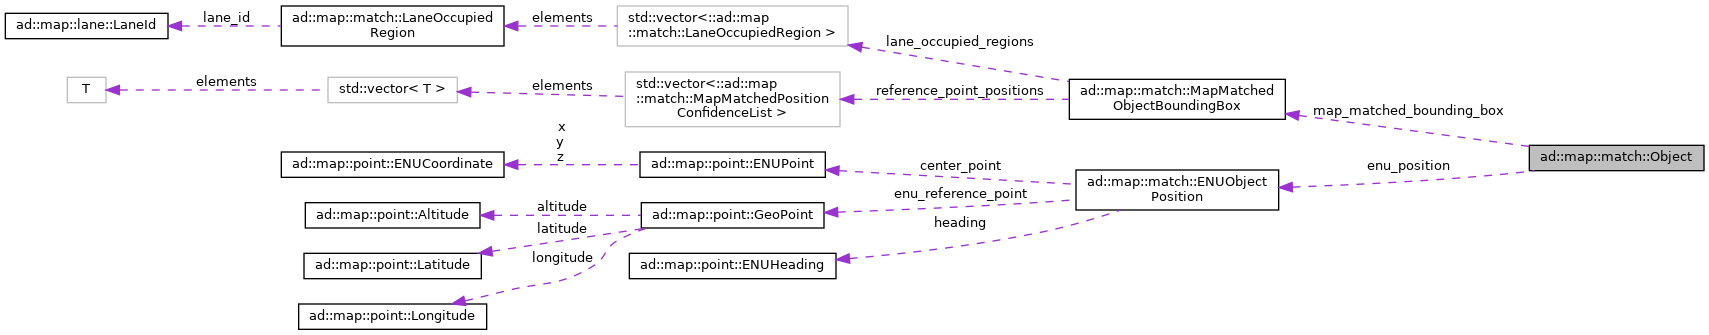 ad::map::lane::LaneId
lane_id
ad::map::match::LaneOccupied
Region
elements
std::vector<::ad::map
::match::LaneOccupiedRegion >
lane_occupied_regions
T
elements
std::vector< T >
elements
std::vector<::ad::map
::match::MapMatchedPosition
ConfidenceList >
reference_point_positions
ad::map::match::MapMatched
ObjectBoundingBox
map_matched_bounding_box
ad::map::match::Object
x
y
z
ad::map::point::ENUCoordinate
ad::map::point::ENUPoint
center_point
enu_position
ad::map::match::ENUObject
Position
enu_reference_point
ad::map::point::Altitude
altitude
ad::map::point::GeoPoint
heading
latitude
ad::map::point::Latitude
longitude
ad::map::point::ENUHeading
ad::map::point::Longitude